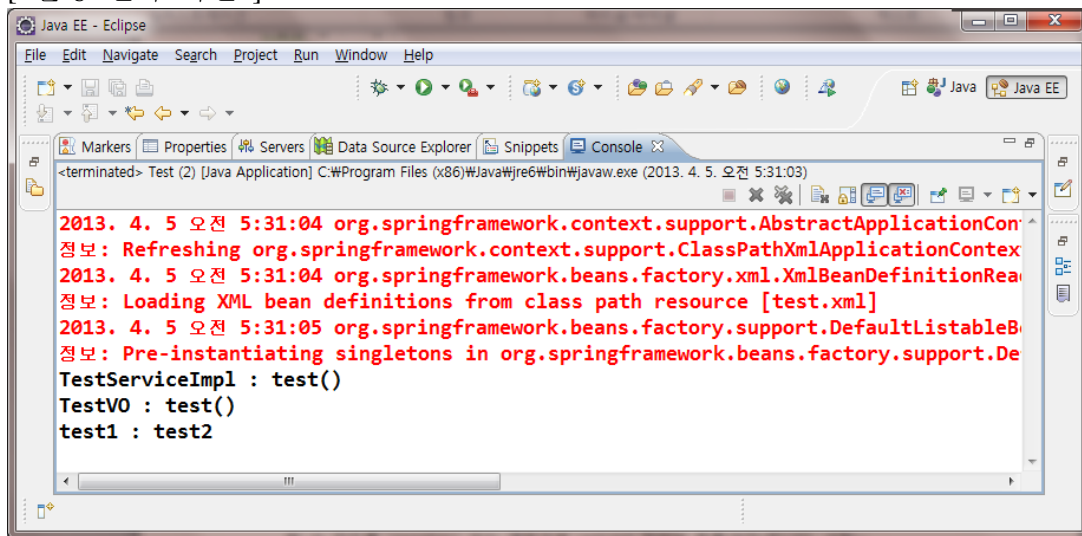 Java EE - Eclipse
File Edit Navigate Search Project Run Window Help
Java Java EE
Markers Properties Servers Data Source Explorer Snippets Console
<terminated> Test (2) [Java Application] C:₩Program Files (x86)₩Java₩jre6₩bin₩javaw.exe (2013. 4. 5. 오전 5:31:03)
2013. 4. 5 오전 5:31:04 org.springframework.context.support.AbstractApplicationCon
정보: Refreshing org.springframework.context.support.ClassPathXmlApplicationContex
2013. 4. 5 오전 5:31:04 org.springframework.beans.factory.xml.XmlBeanDefinitionRea
정보: Loading XML bean definitions from class path resource [test.xml]
2013. 4. 5 오전 5:31:05 org.springframework.beans.factory.support.DefaultListableB
정보: Pre-instantiating singletons in org.springframework.beans.factory.support.De
TestServiceImpl : test()
TestVO : test()
test1 : test2